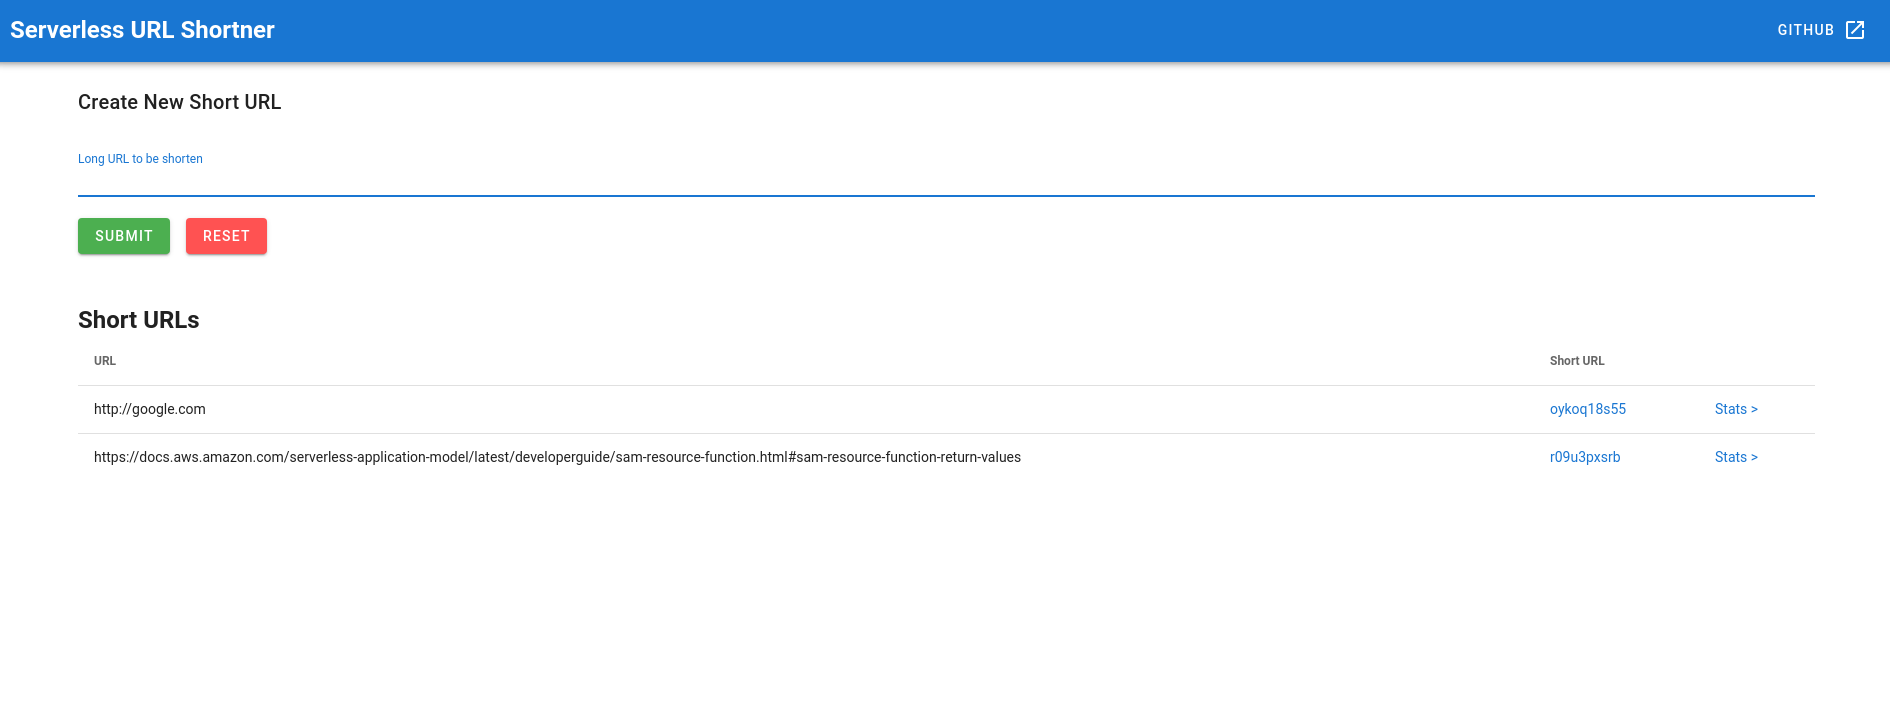 Serverless URL Shortner
GITHUB
Create New Short URL
Long URL to be shorten
SUBMIT RESET
Short URLs
URL Short URL
http://google.com oykoq18s55 Stats >
https://docs.aws.amazon.com/serverless-application-model/latest/developerguide/sam-resource-function.html#sam-resource-function-return-values r09u3pxsrb Stats >